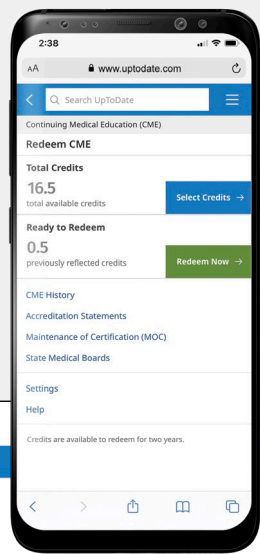 2:38
AA www.uptodate.com
Search UpToDate
Continuing Medical Education (CME)
Redeem CME
Total Credits
16.5
total available credits
Select Credits →
Ready to Redeem
0.5
previously reflected credits
Redeem Now →
CME History
Accreditation Statements
Maintenance of Certification (MOC)
State Medical Boards
Settings
Help
Credits are available to redeem for two years.